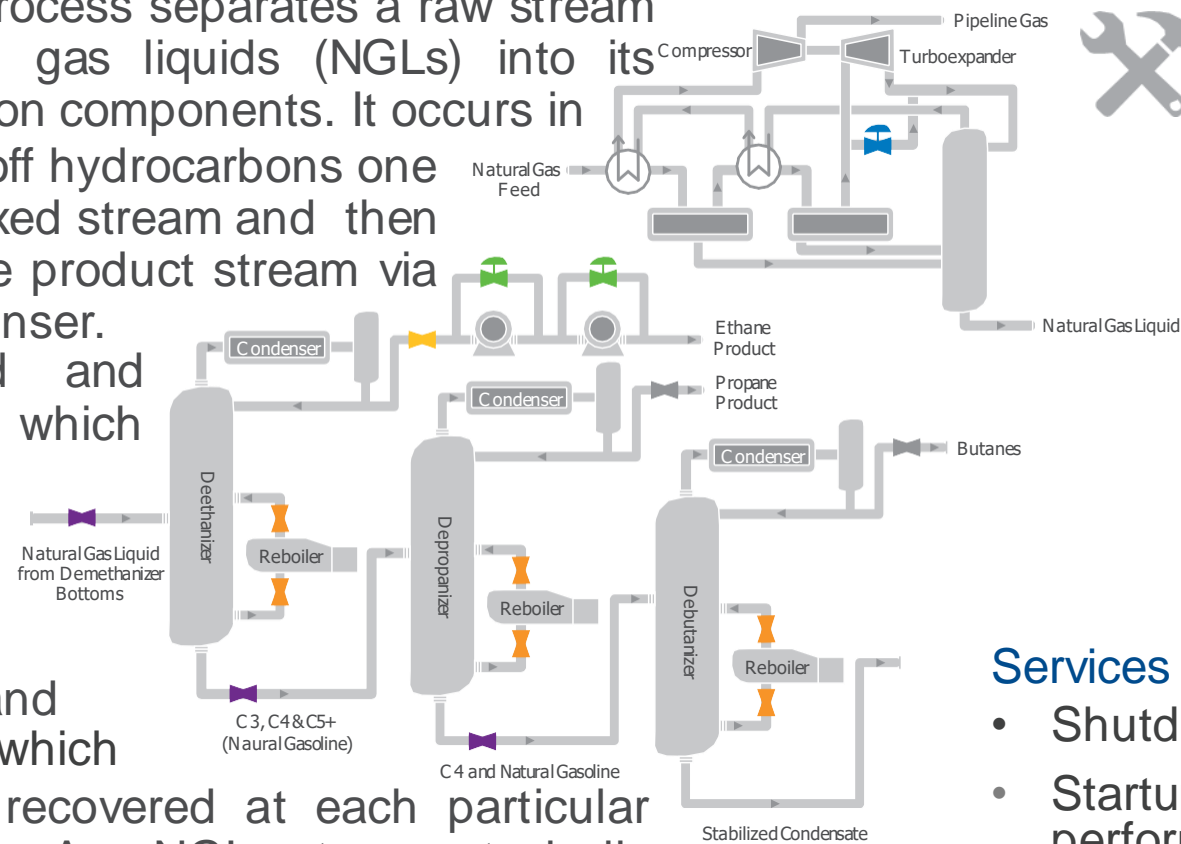 rocess separates a raw stream
gas liquids (NGLs) into its
on components. It occurs in
off hydrocarbons one
xed stream and then
e product stream via
nser.
d and
which
and
which
recovered at each particular
Pipeline Gas
Compressor
Turboexpander
Natural Gas
Feed
Natural Gas Liquid
Ethane
Product
Condenser
Propane
Product
Condenser
Butanes
Condenser
Deethanizer
Natural Gas Liquid
from Demethanizer
Bottoms
Reboiler
Depropanizer
Reboiler
Debutanizer
Reboiler
C3, C4 & C5+
(Naural Gasoline)
C4 and Natural Gasoline
Stabilized Condensate
Services
• Shutd
• Startu
perfor